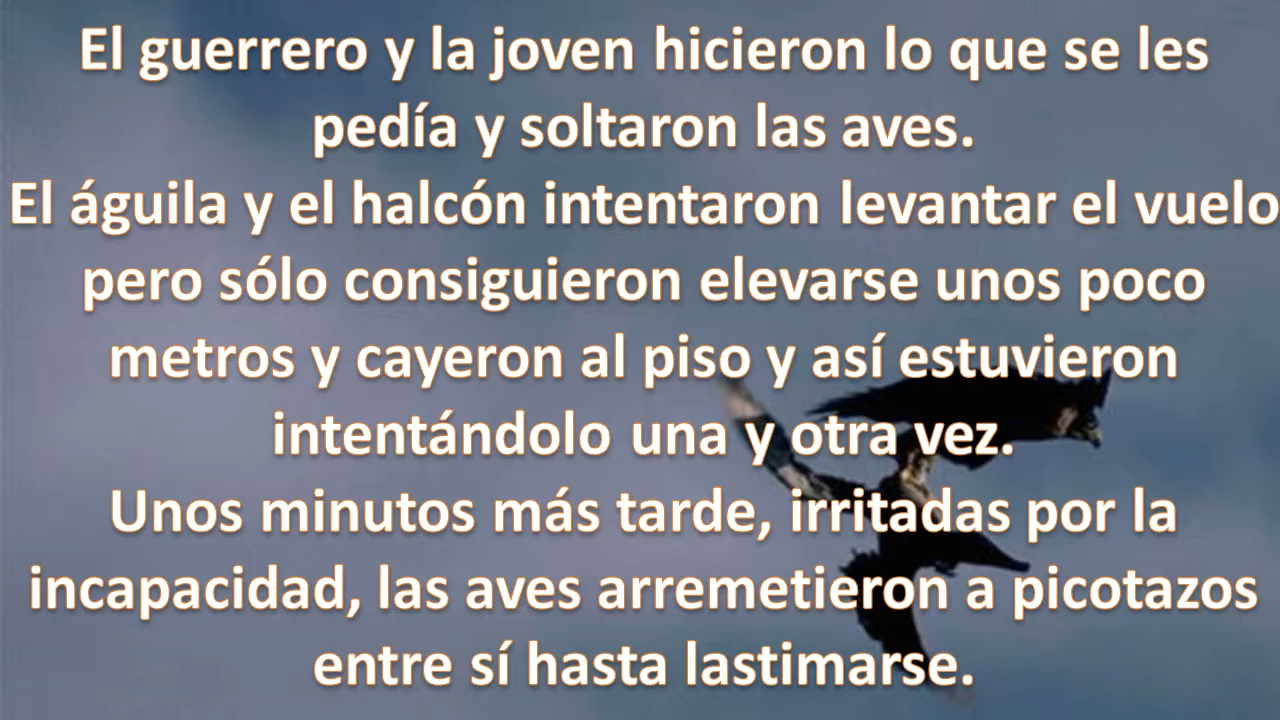 El guerrero y la joven hicieron lo que se les
pedía y soltaron las aves.
El águila y el halcón intentaron levantar el vuelo
pero sólo consiguieron elevarse unos poco
metros y cayeron al piso y así estuvieron
intentándolo una y otra vez.
Unos minutos más tarde, irritadas por la
incapacidad, las aves arremetieron a picotazos
entre sí hasta lastimarse.